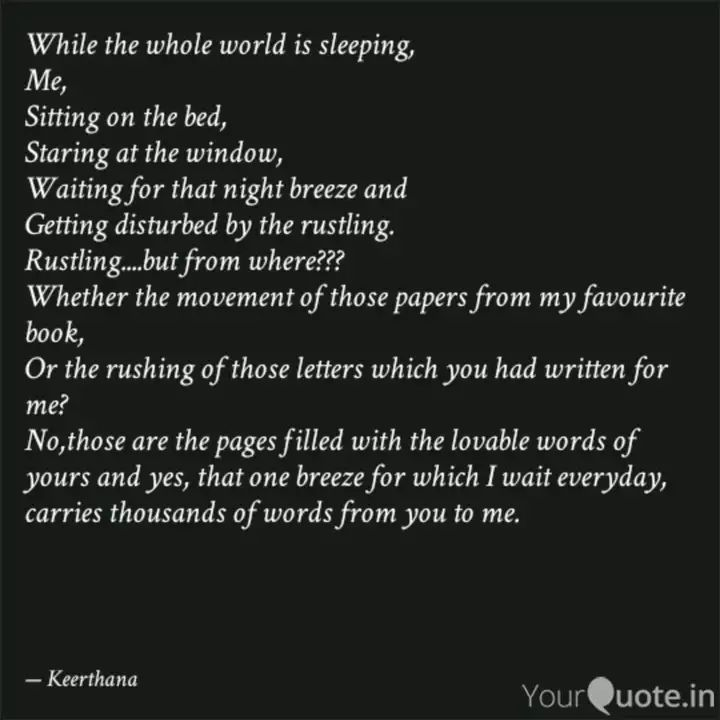 While the whole world is sleeping,
Me,
Sitting on the bed,
Staring at the window,
Waiting for that night breeze and
Getting disturbed by the rustling.
Rustling....but from where???
Whether the movement of those papers from my favourite
book,
Or the rushing of those letters which you had written for
me?
No,those are the pages filled with the lovable words of
yours and yes, that one breeze for which I wait everyday,
carries thousands of words from you to me.
— Keerthana
YourQuote.in